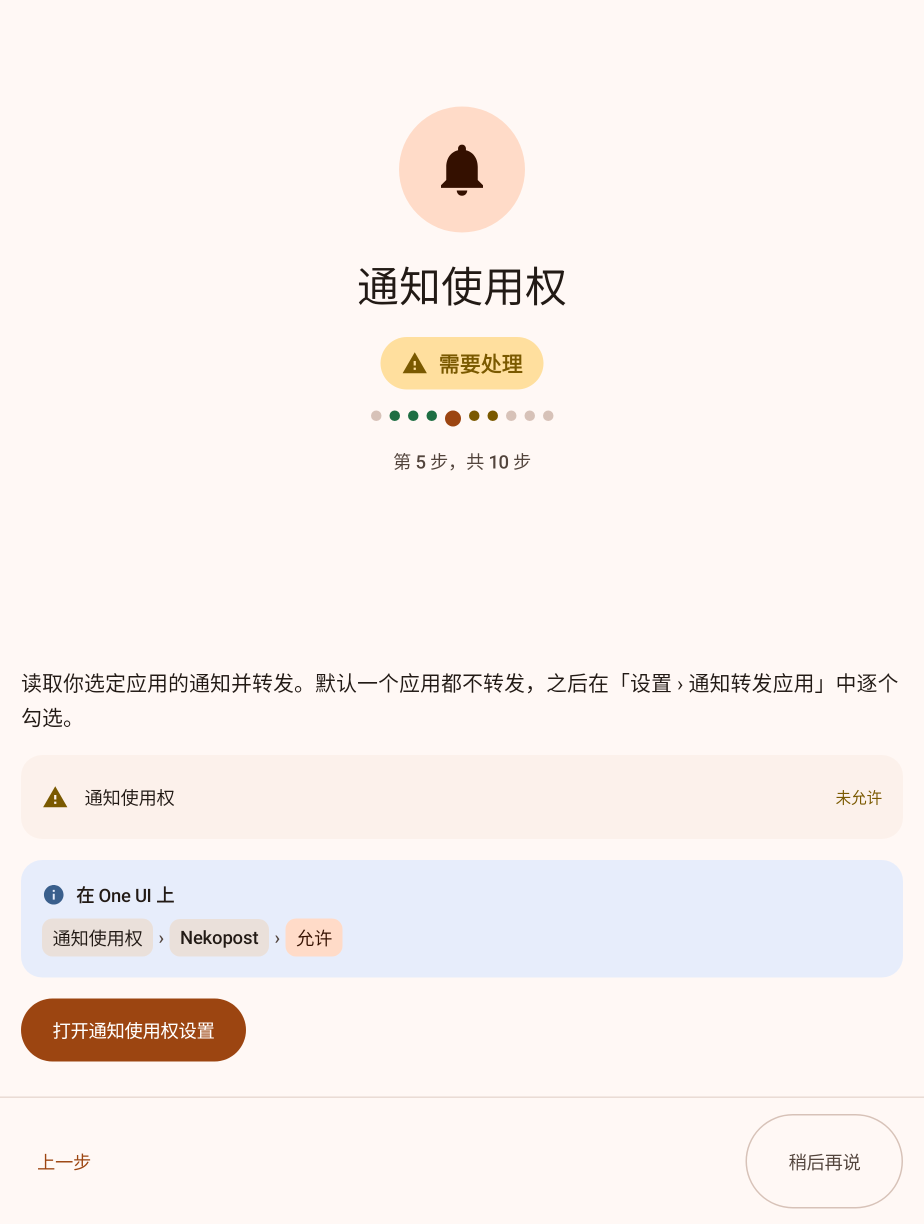 通知使用权
需要处理
第 5 步，共 10 步
读取你选定应用的通知并转发。默认一个应用都不转发，之后在「设置 › 通知转发应用」中逐个
勾选。
通知使用权 未允许
在 One UI 上
通知使用权 › Nekopost › 允许
打开通知使用权设置
上一步 稍后再说